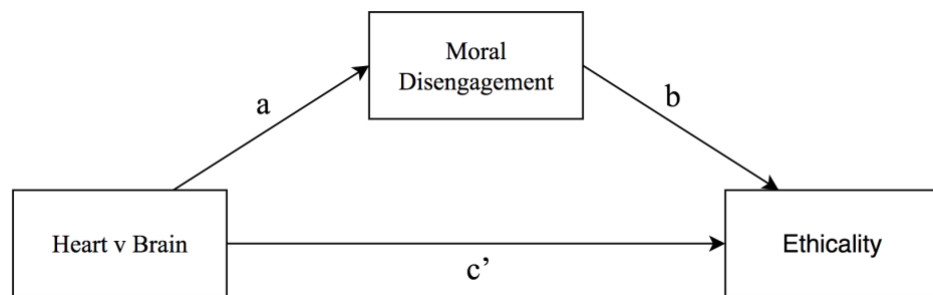 Moral
Disengagement
a
b
Heart v Brain
Ethicality
c’